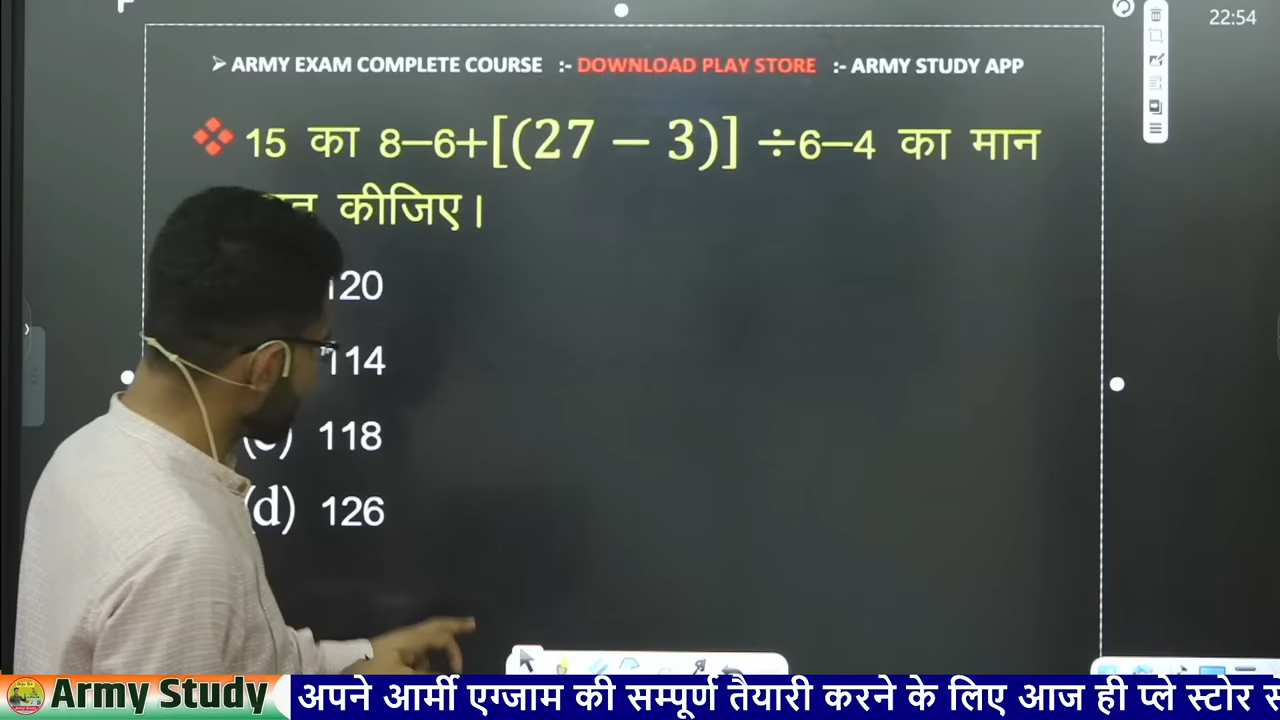 22:54
➢ ARMY EXAM COMPLETE COURSE :- DOWNLOAD PLAY STORE :- ARMY STUDY APP
❖ 15 का 8−6+[(27 − 3)] ÷6−4 का मान
कीजिए।
120
114
118
(d) 126
Army Study
अपने आर्मी एग्जाम की सम्पूर्ण तैयारी करने के लिए आज ही प्ले स्टोर से